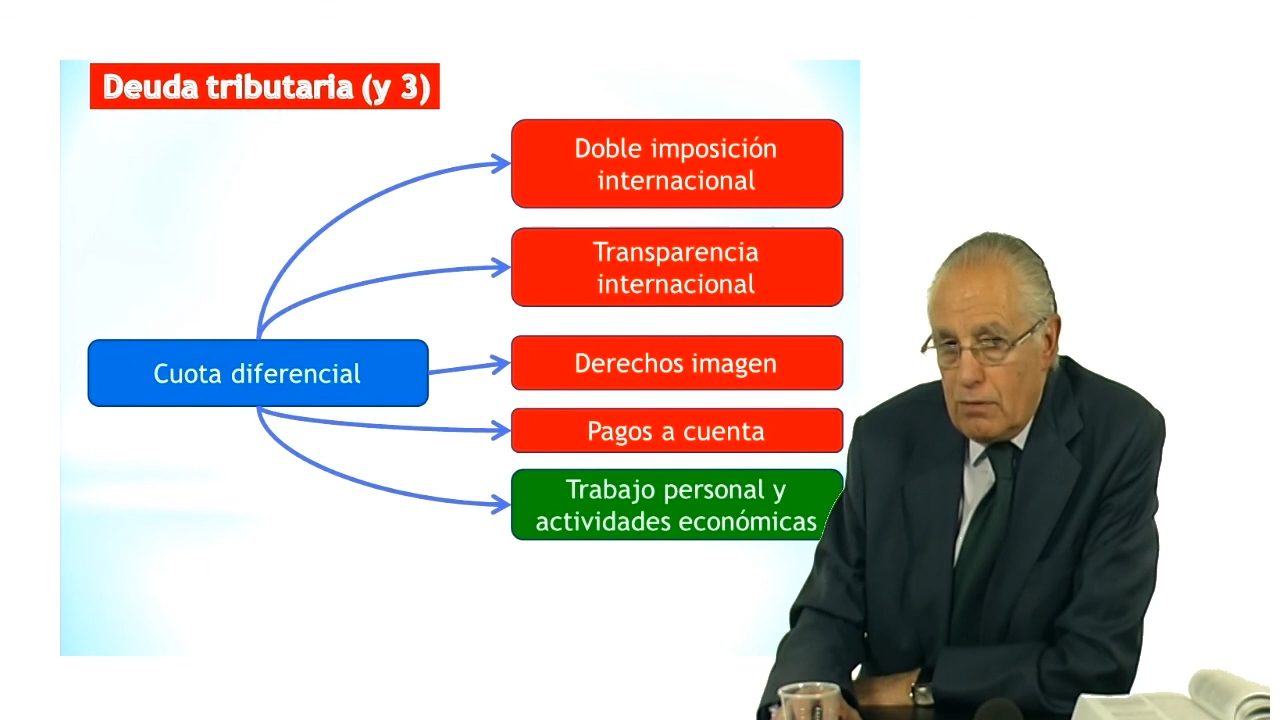 Deuda tributaria (y 3)
Doble imposición
internacional
Transparencia
internacional
Cuota diferencial
Derechos imagen
Pagos a cuenta
Trabajo personal y
actividades económicas